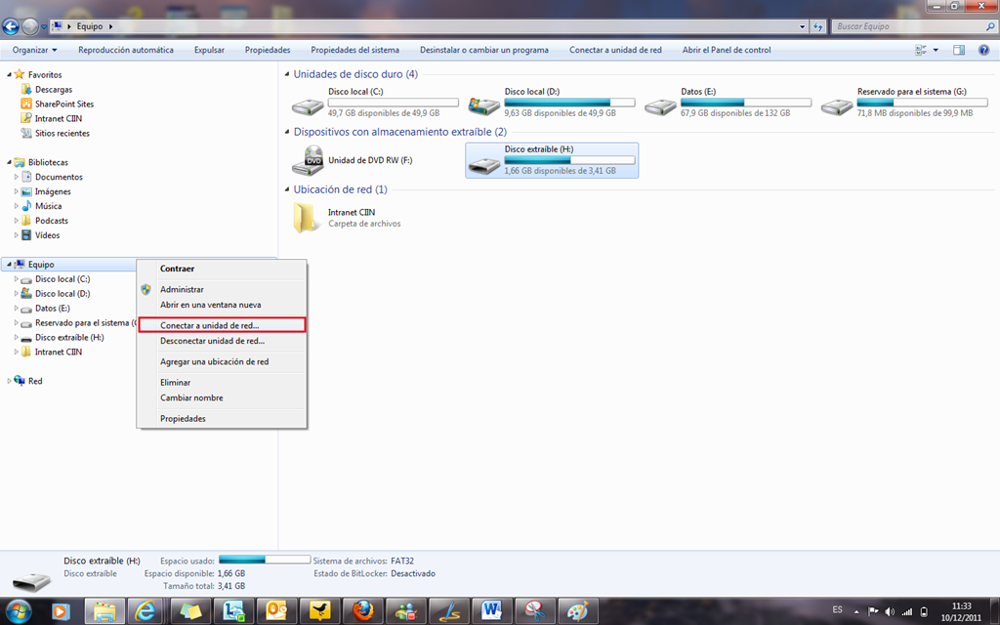 Equipo
Buscar Equipo
Organizar
Reproducción automática
Expulsar
Propiedades
Propiedades del sistema
Desinstalar o cambiar un programa
Conectar a unidad de red
Abrir el Panel de control
Favoritos
Descargas
SharePoint Sites
Intranet CIIN
Sitios recientes
Bibliotecas
Documentos
Imágenes
Música
Podcasts
Vídeos
Equipo
Disco local (C:)
Disco local (D:)
Datos (E:)
Reservado para el sistema (
Disco extraíble (H:)
Intranet CIIN
Red
Contraer
Administrar
Abrir en una ventana nueva
Conectar a unidad de red...
Desconectar unidad de red...
Agregar una ubicación de red
Eliminar
Cambiar nombre
Propiedades
Unidades de disco duro (4)
Disco local (C:)
49,7 GB disponibles de 49,9 GB
Disco local (D:)
9,63 GB disponibles de 49,9 GB
Datos (E:)
67,9 GB disponibles de 132 GB
Reservado para el sistema (G:)
71,8 MB disponibles de 99,9 MB
Dispositivos con almacenamiento extraíble (2)
DVD
Unidad de DVD RW (F:)
Disco extraíble (H:)
1,66 GB disponibles de 3,41 GB
Ubicación de red (1)
Intranet CIIN
Carpeta de archivos
Disco extraíble (H:)
Disco extraíble
Espacio usado:
Espacio disponible: 1,66 GB
Tamaño total: 3,41 GB
Sistema de archivos: FAT32
Estado de BitLocker: Desactivado
ES
11:33
10/12/2011